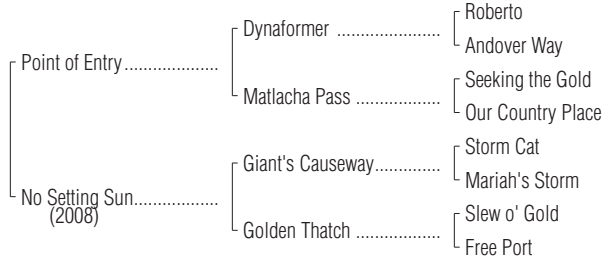 Roberto
Dynaformer ...................
Andover Way
Point of Entry...................
Seeking the Gold
Matlacha Pass .................
Our Country Place
Storm Cat
Giant's Causeway.............
Mariah's Storm
No Setting Sun.................
(2008)
Slew o' Gold
Golden Thatch .................
Free Port